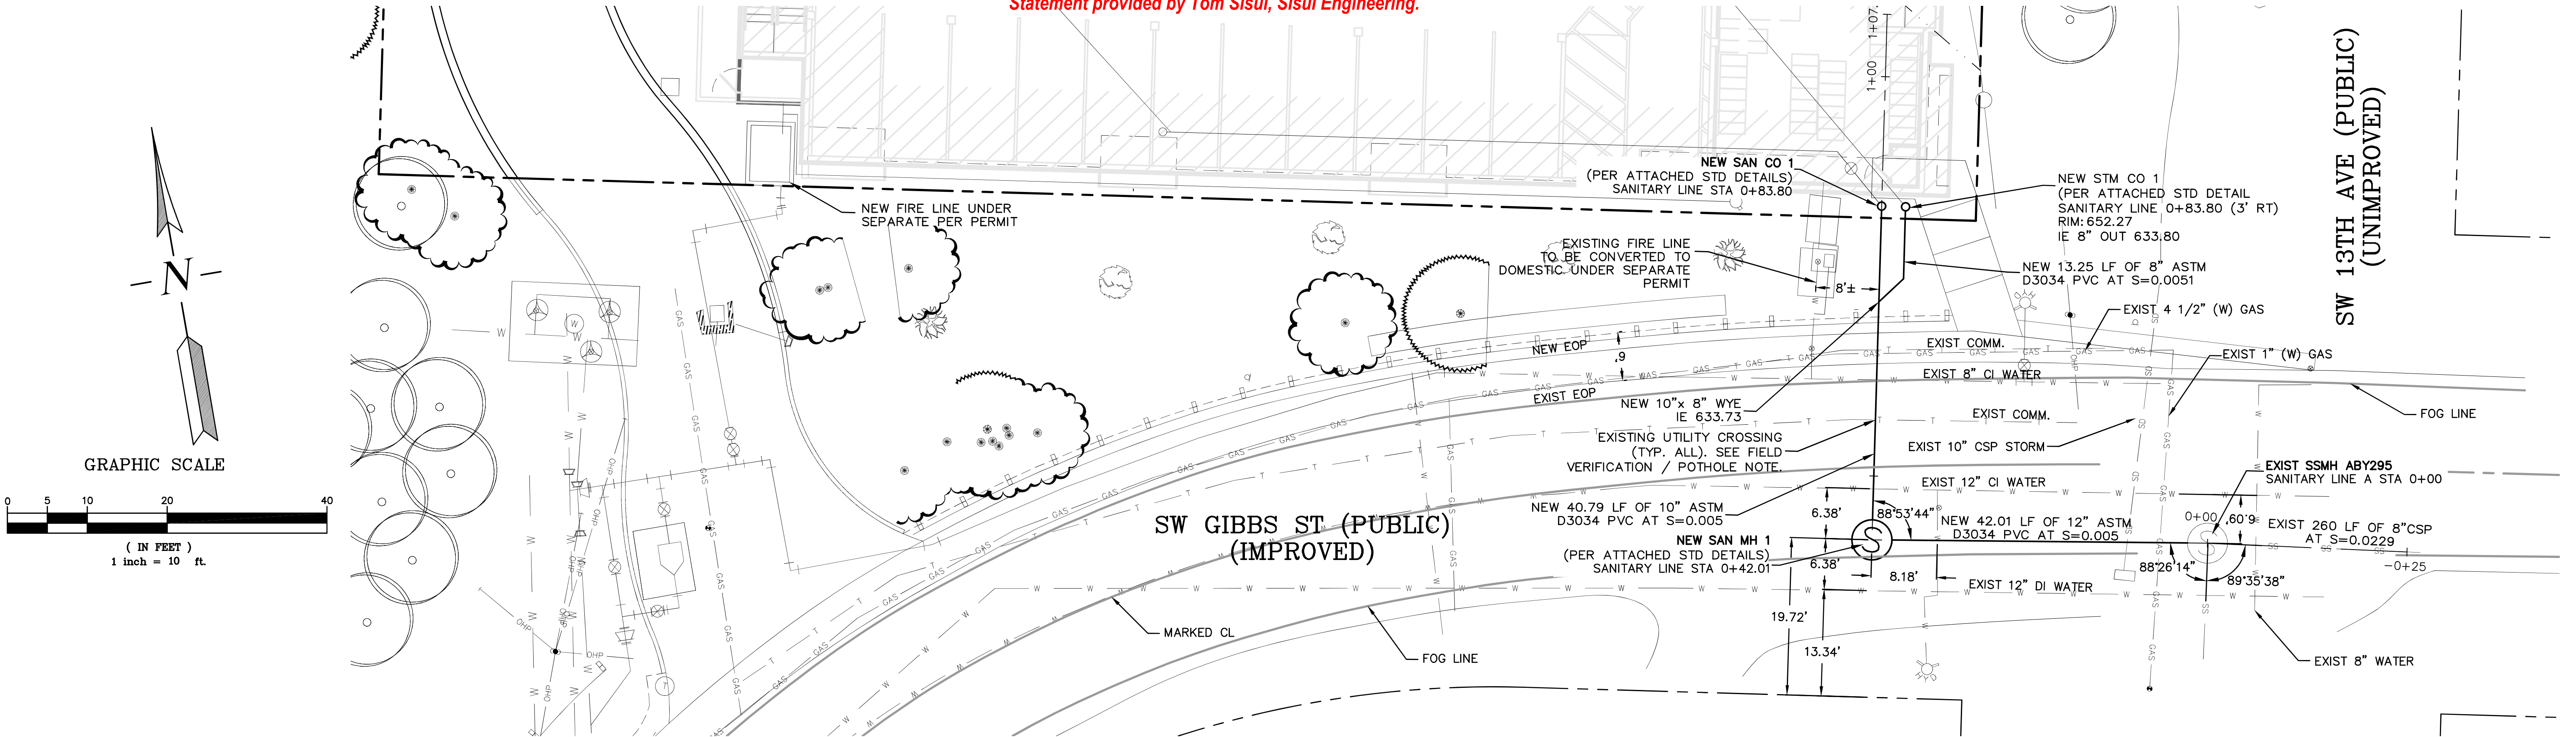 Statement provided by Tom Sisul, Sisul Engineering.
N
GRAPHIC SCALE
0 5 10 20 40
( IN FEET )
1 inch = 10 ft.
NEW FIRE LINE UNDER
SEPARATE PER PERMIT
1+00
1+07.
NEW SAN CO 1
(PER ATTACHED STD DETAILS)
SANITARY LINE STA 0+83.80
NEW STM CO 1
(PER ATTACHED STD DETAIL
SANITARY LINE 0+83.80 (3' RT)
RIM: 652.27
IE 8" OUT 633.80
SW 13TH AVE (PUBLIC)
(UNIMPROVED)
EXISTING FIRE LINE
TO BE CONVERTED TO
DOMESTIC UNDER SEPARATE
PERMIT
8'±
NEW 13.25 LF OF 8" ASTM
D3034 PVC AT S=0.0051
EXIST 4 1/2" (W) GAS
EXIST COMM.
EXIST 1" (W) GAS
NEW EOP
6'
EXIST EOP
EXIST 8" CI WATER
FOG LINE
NEW 10"x 8" WYE
IE 633.73
EXIST COMM.
EXISTING UTILITY CROSSING
(TYP. ALL). SEE FIELD
VERIFICATION / POTHOLE NOTE.
EXIST 10" CSP STORM
EXIST SSMH ABY295
SANITARY LINE A STA 0+00
EXIST 12" CI WATER
NEW 40.79 LF OF 10" ASTM
D3034 PVC AT S=0.005
6.38'
88°53'44"
NEW 42.01 LF OF 12" ASTM
D3034 PVC AT S=0.005
0+00
6.09'
EXIST 260 LF OF 8"CSP
AT S=0.0229
SW GIBBS ST (PUBLIC)
(IMPROVED)
NEW SAN MH 1
(PER ATTACHED STD DETAILS)
SANITARY LINE STA 0+42.01
S
S
6.38'
8.18'
88°26'14"
89°35'38"
-0+25
EXIST 12" DI WATER
19.72'
13.34'
MARKED CL
FOG LINE
EXIST 8" WATER